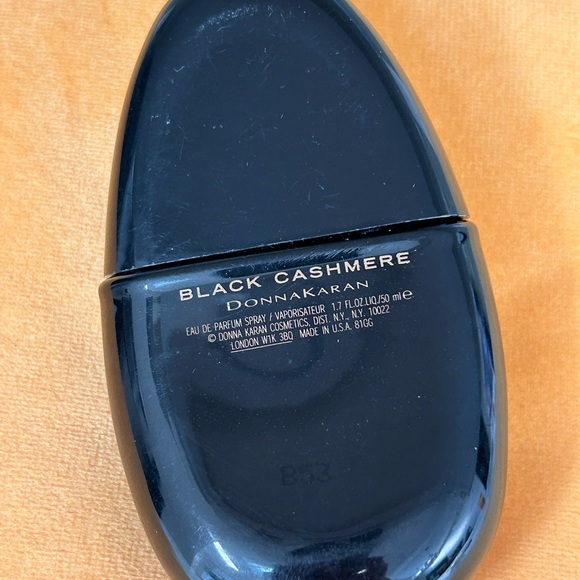 BLACK CASHMERE
DONNAKARAN
EAU DE PARFUM SPRAY / VAPORISATEUR 1.7 FL.OZ.LIQ./50 ml e
© DONNA KARAN COSMETICS, DIST. N.Y., N.Y. 10022
LONDON W1K 3BQ MADE IN U.S.A. 81GG
B53